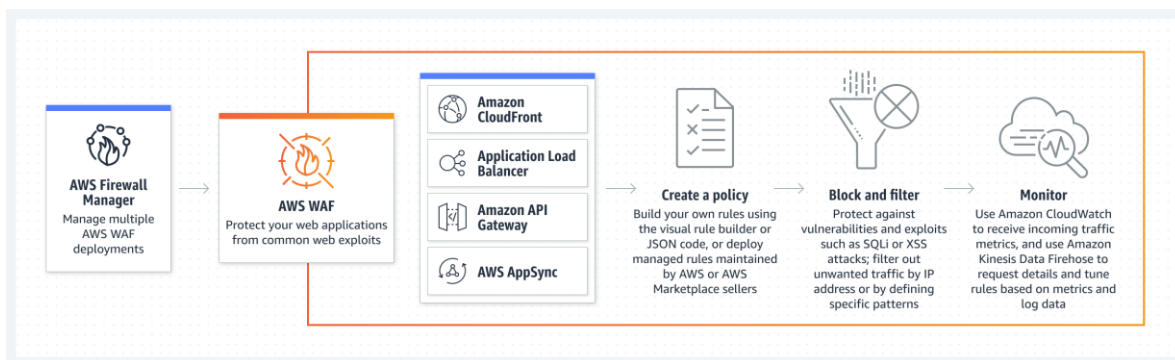 AWS Firewall
Manager
Manage multiple
AWS WAF
deployments
AWS WAF
Protect your web applications
from common web exploits
Amazon
CloudFront
Application Load
Balancer
Amazon API
Gateway
AWS AppSync
Create a policy
Build your own rules using
the visual rule builder or
JSON code, or deploy
managed rules maintained
by AWS or AWS
Marketplace sellers
Block and filter
Protect against
vulnerabilities and exploits
such as SQLi or XSS
attacks; filter out
unwanted traffic by IP
address or by defining
specific patterns
Monitor
Use Amazon CloudWatch
to receive incoming traffic
metrics, and use Amazon
Kinesis Data Firehose to
request details and tune
rules based on metrics and
log data